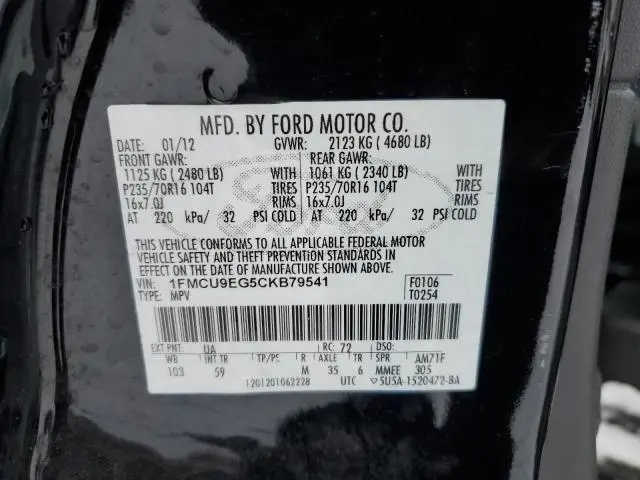 MFD. BY FORD MOTOR CO.
DATE: 01/12 GVWR: 2123 KG ( 4680 LB)
FRONT GAWR: REAR GAWR:
1125 KG ( 2480 LB) WITH 1061 KG ( 2340 LB) WITH
P235/70R16 104T TIRES P235/70R16 104T TIRES
16x7.0J RIMS 16x7.0J RIMS
AT 220 kPa/ 32 PSI COLD AT 220 kPa/ 32 PSI COLD
THIS VEHICLE CONFORMS TO ALL APPLICABLE FEDERAL MOTOR
VEHICLE SAFETY AND THEFT PREVENTION STANDARDS IN
EFFECT ON THE DATE OF MANUFACTURE SHOWN ABOVE.
VIN: 1FMCU9EG5CKB79541 F0106
TYPE: MPV T0254
EXT PNT: UA RC: 72 DSO:
WB INT TR TP/PS R AXLE TR SPR AM71F
103 59 M 35 6 MMEE 305
1201201062228 UTC 5U5A-1520472-BA
Ford